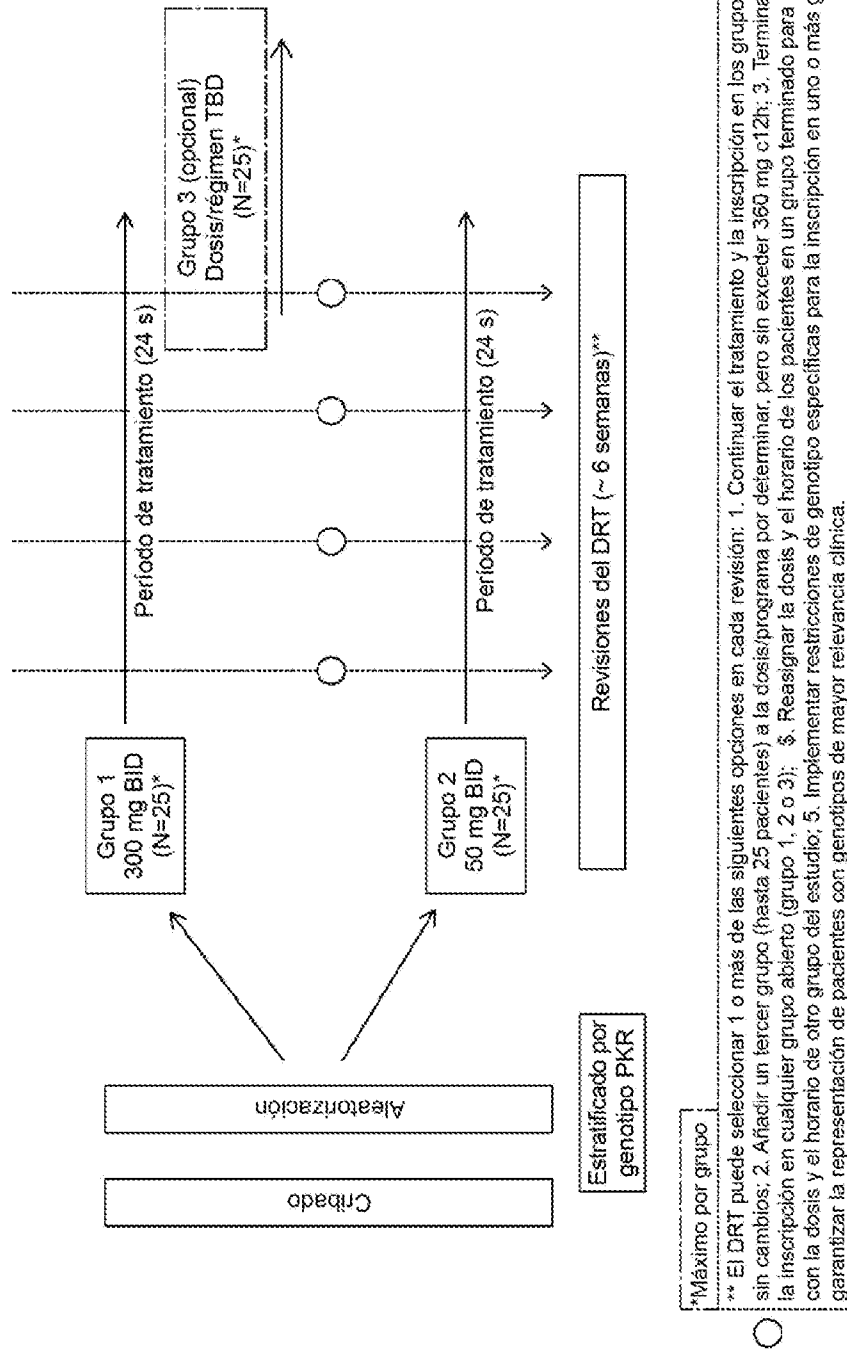 Cribado
Aleatorización
Estratificado por
genotipo PKR
Grupo 1
300 mg BID
(N=25)*
Período de tratamiento (24 s)
Grupo 2
50 mg BID
(N=25)*
Período de tratamiento (24 s)
Grupo 3 (opcional)
Dosis/régimen TBD
(N=25)*
Revisiones del DRT (~ 6 semanas)**
*Máximo por grupo
** El DRT puede seleccionar 1 o más de las siguientes opciones en cada revisión: 1. Continuar el tratamiento y la inscripción en los grupo
sin cambios; 2. Añadir un tercer grupo (hasta 25 pacientes) a la dosis/programa por determinar, pero sin exceder 360 mg c12h; 3. Termina
la inscripción en cualquier grupo abierto (grupo 1, 2 o 3); $. Reasignar la dosis y el horario de los pacientes en un grupo terminado para
con la dosis y el horario de otro grupo del estudio; 5. Implementar restricciones de genotipo específicas para la inscripción en uno o más g
garantizar la representación de pacientes con genotipos de mayor relevancia clínica.